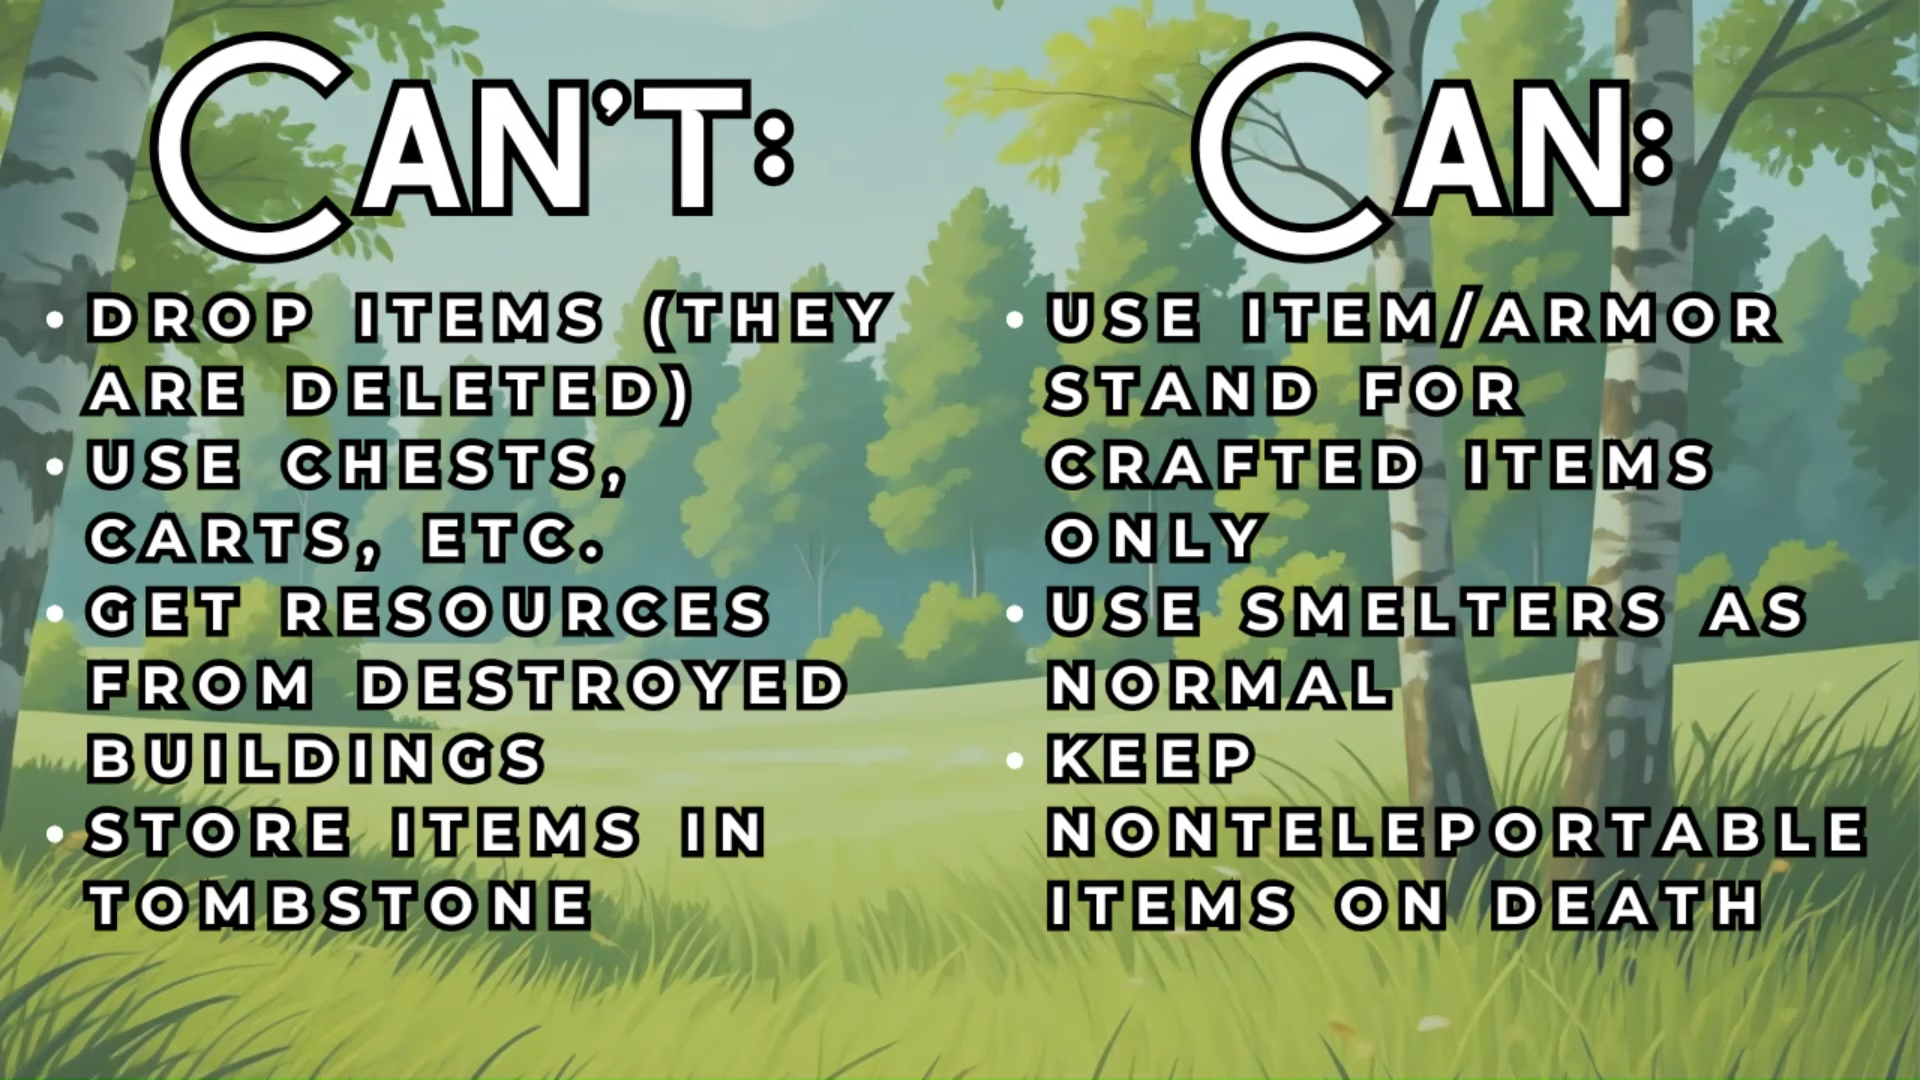 CAN'T:
• DROP ITEMS (THEY
ARE DELETED)
• USE CHESTS,
CARTS, ETC.
• GET RESOURCES
FROM DESTROYED
BUILDINGS
• STORE ITEMS IN
TOMBSTONE
CAN:
• USE ITEM/ARMOR
STAND FOR
CRAFTED ITEMS
ONLY
• USE SMELTERS AS
NORMAL
• KEEP
NONTELEPORTABLE
ITEMS ON DEATH